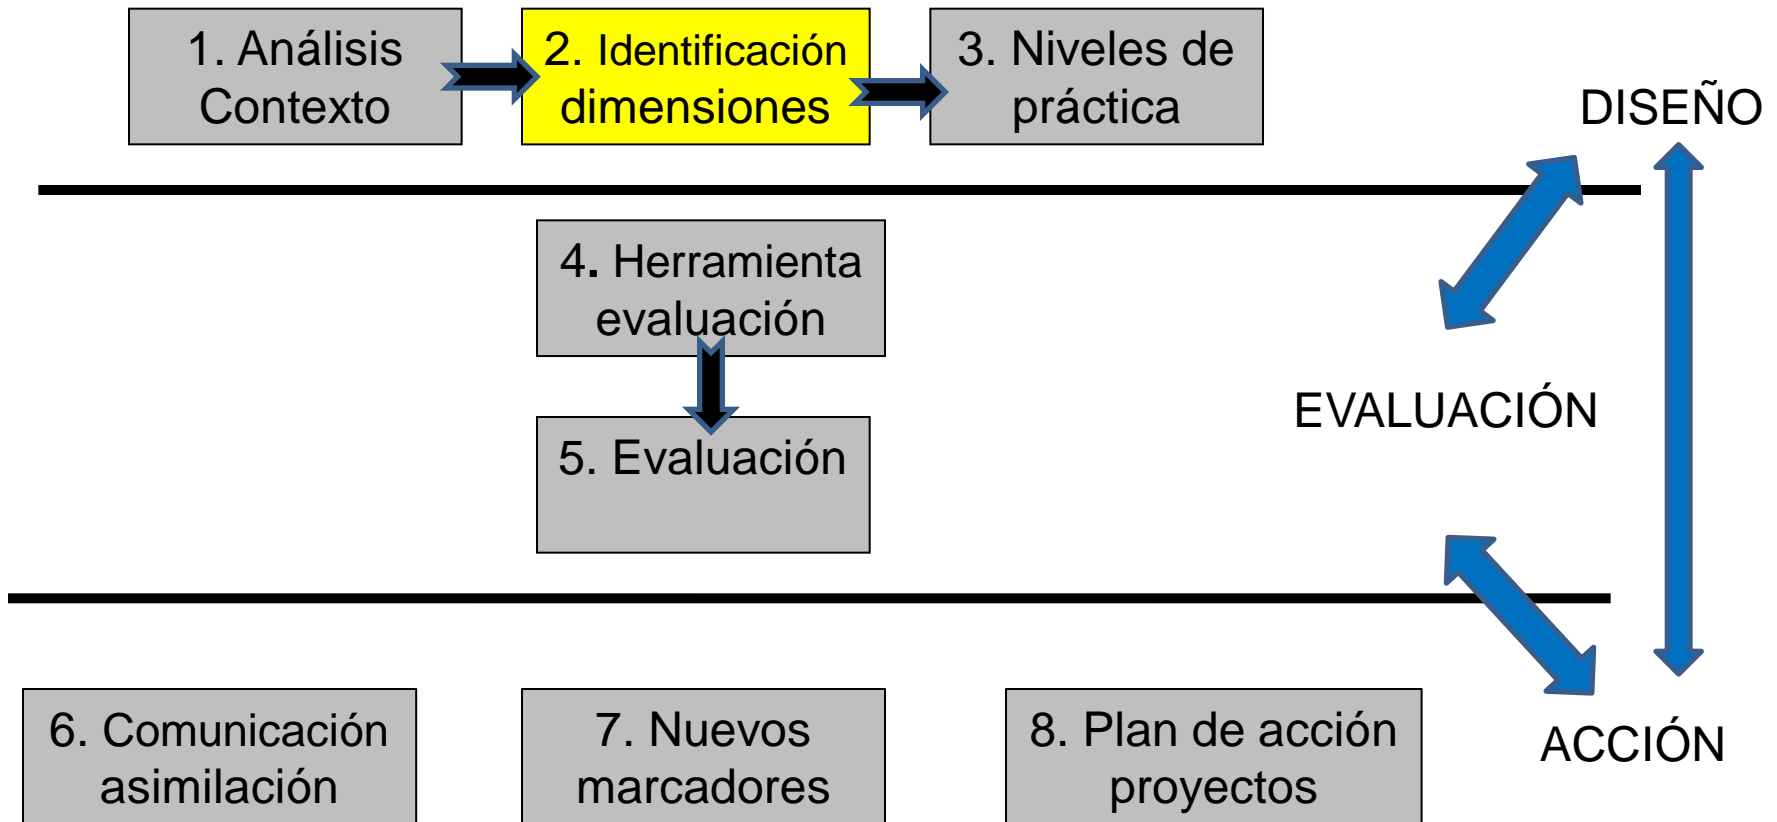 1. Análisis
Contexto
2. Identificación
dimensiones
3. Niveles de
práctica
DISEÑO
4. Herramienta
evaluación
EVALUACIÓN
5. Evaluación
6. Comunicación
asimilación
7. Nuevos
marcadores
8. Plan de acción
proyectos
ACCIÓN